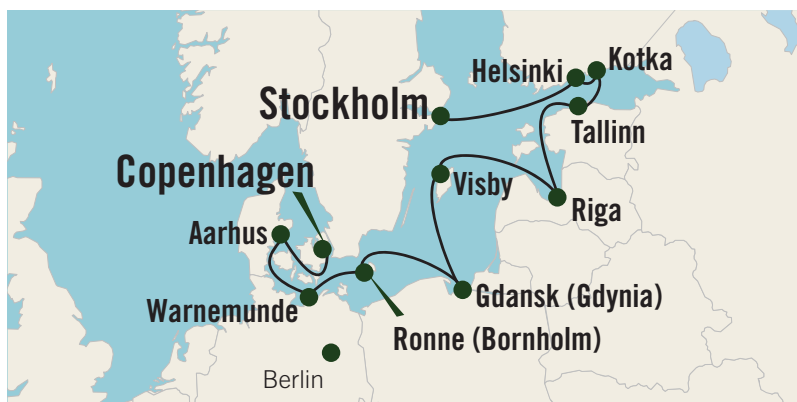 Helsinki
Kotka
Stockholm
Tallinn
Copenhagen
Visby
Riga
Aarhus
Warnemunde
Gdansk (Gdynia)
Ronne (Bornholm)
Berlin